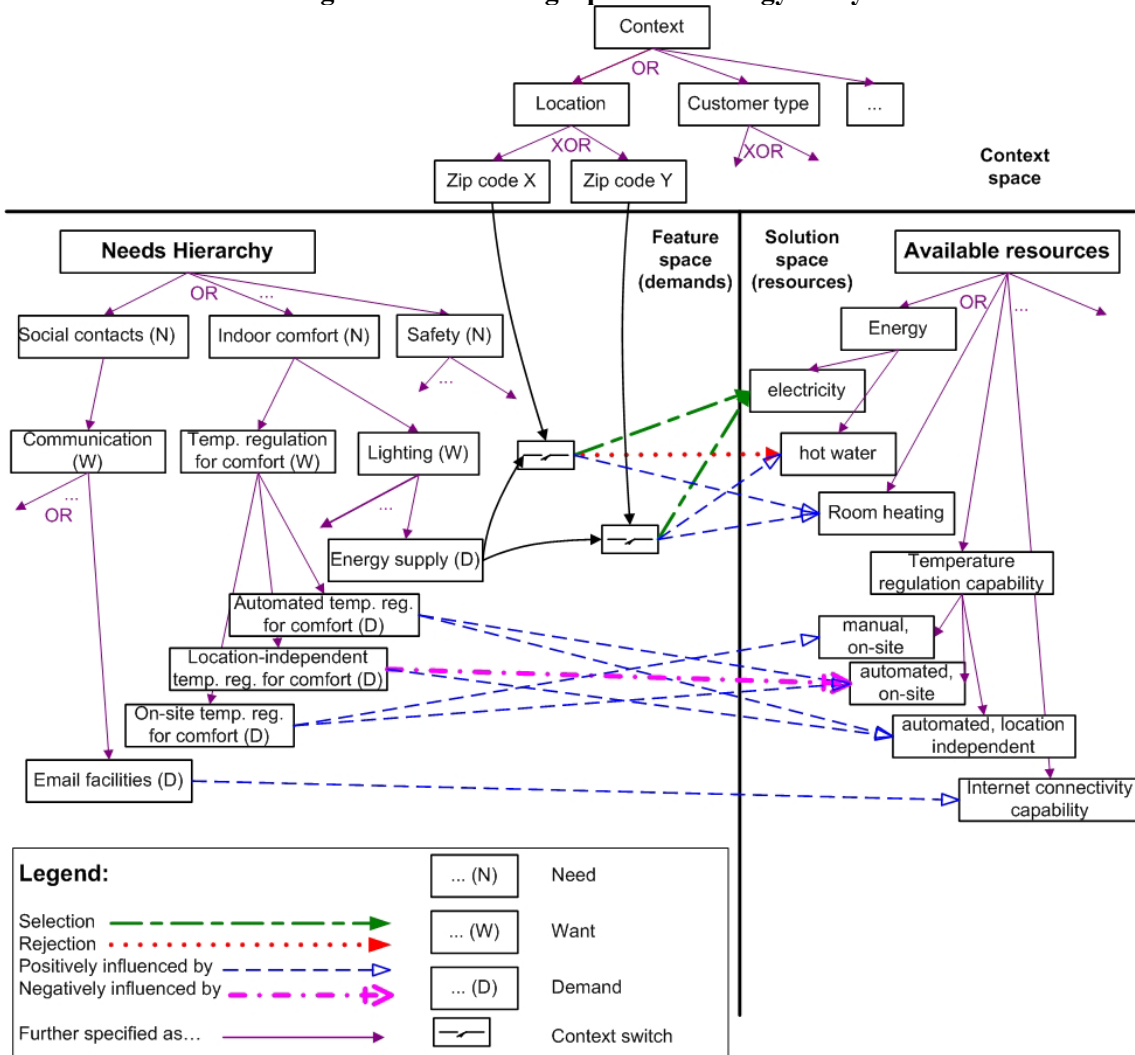 Context
OR
Location
Customer type
...
XOR
XOR
Zip code X
Zip code Y
Context
space
Needs Hierarchy
Feature
space
(demands)
Solution
space
(resources)
Available resources
OR
...
OR
...
Social contacts (N)
Indoor comfort (N)
Safety (N)
Energy
...
electricity
Communication
(W)
Temp. regulation
for comfort (W)
Lighting (W)
hot water
...
OR
...
Room heating
Energy supply (D)
Temperature
regulation capability
Automated temp. reg.
for comfort (D)
manual,
on-site
Location-independent
temp. reg. for comfort (D)
automated,
on-site
On-site temp. reg.
for comfort (D)
automated, location
independent
Email facilities (D)
Internet connectivity
capability
Legend:
... (N)
Need
Selection
Rejection
Positively influenced by
Negatively influenced by
... (W)
Want
... (D)
Demand
Further specified as...
Context switch